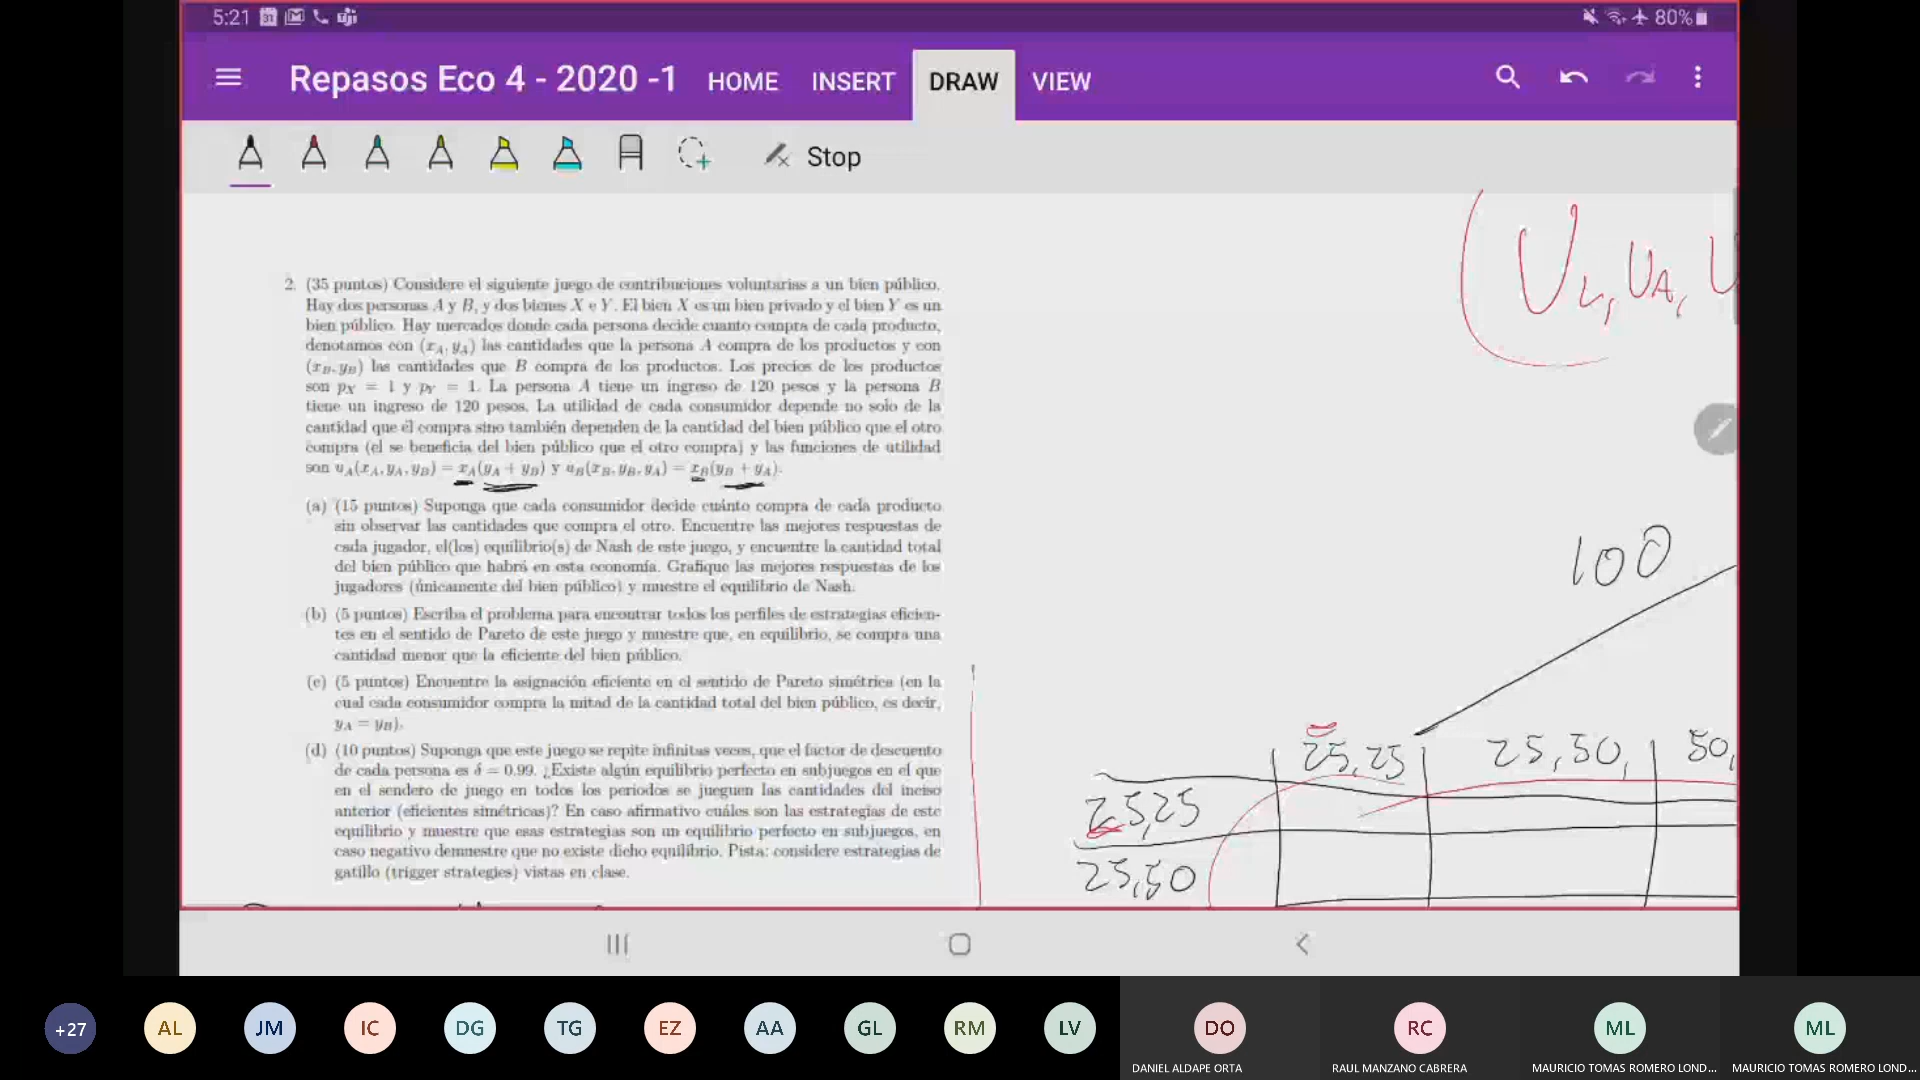 5:21
31
80%
Repasos Eco 4 - 2020 -1 HOME INSERT DRAW VIEW
Stop
2. (35 puntos) Considere el siguiente juego de contribuciones voluntarias a un bien público.
Hay dos personas A y B, y dos bienes X e Y. El bien X es un bien privado y el bien Y es un
bien público. Hay mercados donde cada persona decide cuanto compra de cada producto,
denotamos con (x_A, y_A) las cantidades que la persona A compra de los productos y con
(x_B, y_B) las cantidades que B compra de los productos. Los precios de los productos
son p_X = 1 y p_Y = 1. La persona A tiene un ingreso de 120 pesos y la persona B
tiene un ingreso de 120 pesos. La utilidad de cada consumidor depende no solo de la
cantidad que él compra sino también dependen de la cantidad del bien público que el otro
compra (el se beneficia del bien público que el otro compra) y las funciones de utilidad
son u_A(x_A, y_A, y_B) = x_A(y_A + y_B) y u_B(x_B, y_B, y_A) = x_B(y_B + y_A).
(a) (15 puntos) Suponga que cada consumidor decide cuánto compra de cada producto
sin observar las cantidades que compra el otro. Encuentre las mejores respuestas de
cada jugador, el(los) equilibrio(s) de Nash de este juego, y encuentre la cantidad total
del bien público que habrá en esta economía. Grafique las mejores respuestas de los
jugadores (únicamente del bien público) y muestre el equilibrio de Nash.
(b) (5 puntos) Escriba el problema para encontrar todos los perfiles de estrategias eficien-
tes en el sentido de Pareto de este juego y muestre que, en equilibrio, se compra una
cantidad menor que la eficiente del bien público.
(c) (5 puntos) Encuentre la asignación eficiente en el sentido de Pareto simétrica (en la
cual cada consumidor compra la mitad de la cantidad total del bien público, es decir,
y_A = y_B).
(d) (10 puntos) Suponga que este juego se repite infinitas veces, que el factor de descuento
de cada persona es δ = 0.99. ¿Existe algún equilibrio perfecto en subjuegos en el que
en el sendero de juego en todos los periodos se jueguen las cantidades del inciso
anterior (eficientes simétricas)? En caso afirmativo cuáles son las estrategias de este
equilibrio y muestre que esas estrategias son un equilibrio perfecto en subjuegos, en
caso negativo demuestre que no existe dicho equilibrio. Pista: considere estrategias de
gatillo (trigger strategies) vistas en clase.
100
25,25 25,50, 50,
25,25
25,50
+27 AL JM IC DG TG EZ AA GL RM LV DO RC ML ML
DANIEL ALDAPE ORTA RAUL MANZANO CABRERA MAURICIO TOMAS ROMERO LOND... MAURICIO TOMAS ROMERO LOND...